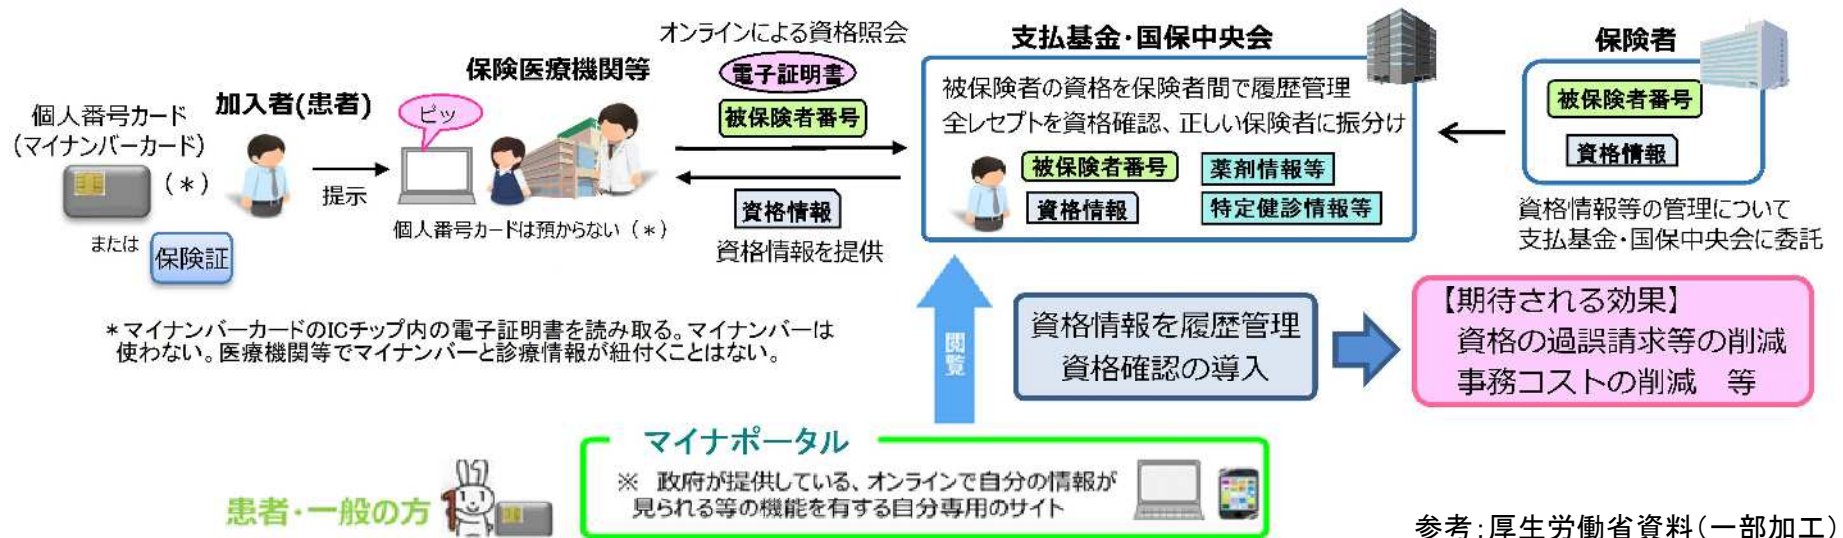 個人番号カード
(マイナンバーカード)
(*)
または
保険証
加入者(患者)
提示
保険医療機関等
ピッ
個人番号カードは預からない(*)
オンラインによる資格照会
電子証明書
被保険者番号
資格情報
資格情報を提供
支払基金・国保中央会
被保険者の資格を保険者間で履歴管理
全レセプトを資格確認、正しい保険者に振分け
被保険者番号
薬剤情報等
資格情報
特定健診情報等
保険者
被保険者番号
資格情報
資格情報等の管理について
支払基金・国保中央会に委託
*マイナンバーカードのICチップ内の電子証明書を読み取る。マイナンバーは
使わない。医療機関等でマイナンバーと診療情報が紐付くことはない。
閲覧
資格情報を履歴管理
資格確認の導入
【期待される効果】
資格の過誤請求等の削減
事務コストの削減 等
マイナポータル
※ 政府が提供している、オンラインで自分の情報が
見られる等の機能を有する自分専用のサイト
患者・一般の方
参考:厚生労働省資料(一部加工)